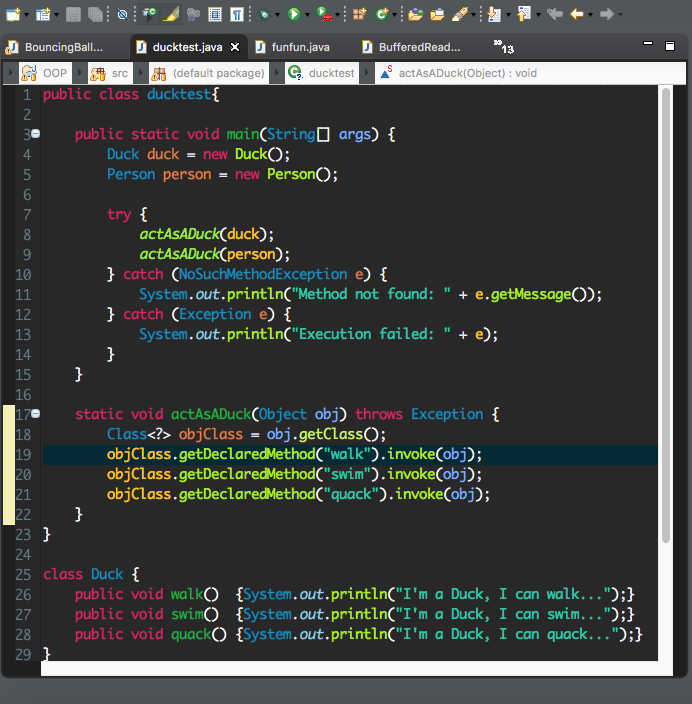 BouncingBall...
ducktest.java
funfun.java
BufferedRead...
»13
OOP
src
(default package)
ducktest
actAsADuck(Object) : void
1 public class ducktest{
2
3 public static void main(String[] args) {
4 Duck duck = new Duck();
5 Person person = new Person();
6
7 try {
8 actAsADuck(duck);
9 actAsADuck(person);
10 } catch (NoSuchMethodException e) {
11 System.out.println("Method not found: " + e.getMessage());
12 } catch (Exception e) {
13 System.out.println("Execution failed: " + e);
14 }
15 }
16
17 static void actAsADuck(Object obj) throws Exception {
18 Class<?> objClass = obj.getClass();
19 objClass.getDeclaredMethod("walk").invoke(obj);
20 objClass.getDeclaredMethod("swim").invoke(obj);
21 objClass.getDeclaredMethod("quack").invoke(obj);
22 }
23 }
24
25 class Duck {
26 public void walk() {System.out.println("I'm a Duck, I can walk...");}
27 public void swim() {System.out.println("I'm a Duck, I can swim...");}
28 public void quack() {System.out.println("I'm a Duck, I can quack...");}
29 }